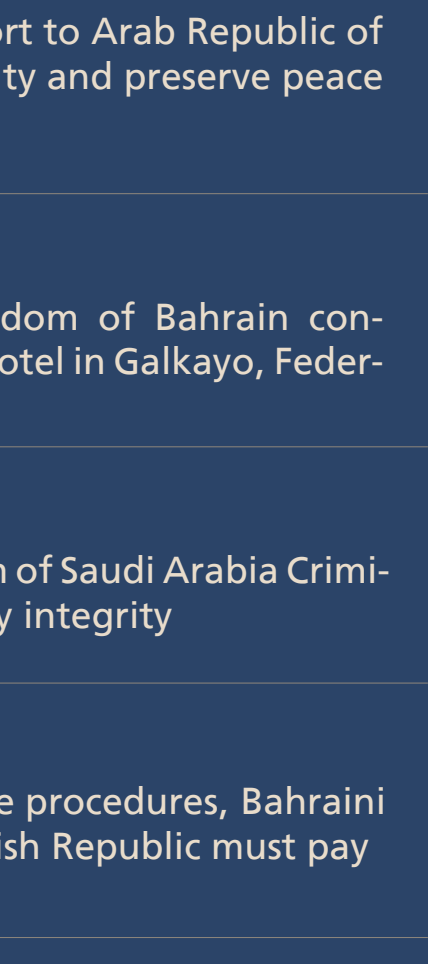 ort to Arab Republic of
ty and preserve peace
dom of Bahrain con-
otel in Galkayo, Feder-
of Saudi Arabia Crimi-
y integrity
e procedures, Bahraini
ish Republic must pay